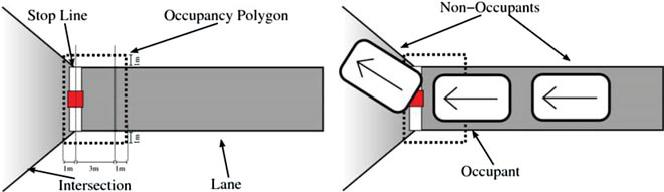 Stop Line
Occupancy Polygon
1m
1m
1m
3m
1m
Intersection
Lane
Non-Occupants
Occupant